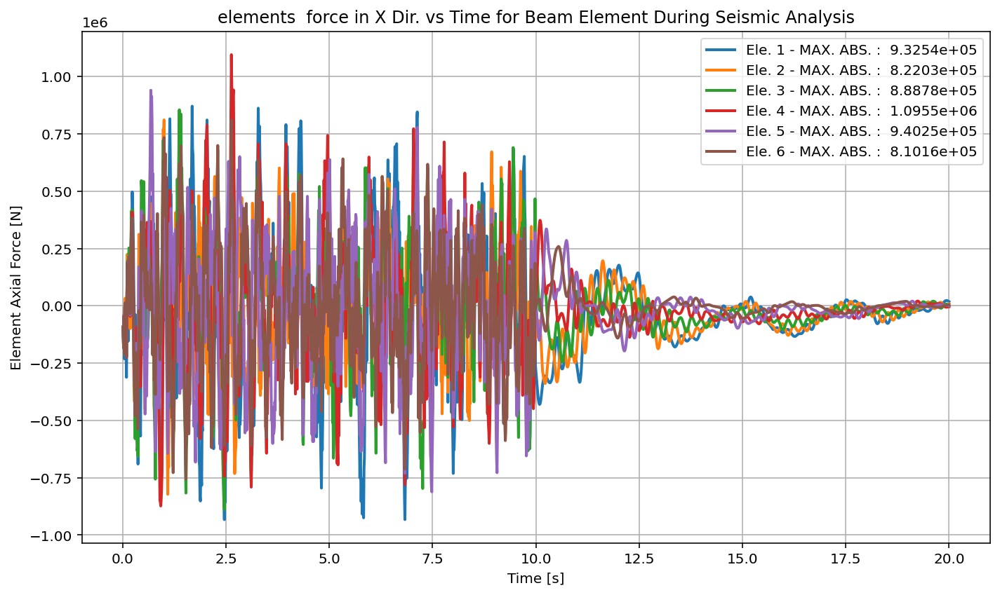 elements  force in X Dir. vs Time for Beam Element During Seismic Analysis
1e6
Ele. 1 - MAX. ABS. :  9.3254e+05
Ele. 2 - MAX. ABS. :  8.2203e+05
Ele. 3 - MAX. ABS. :  8.8878e+05
Ele. 4 - MAX. ABS. :  1.0955e+06
Ele. 5 - MAX. ABS. :  9.4025e+05
Ele. 6 - MAX. ABS. :  8.1016e+05
Element Axial Force [N]
1.00
0.75
0.50
0.25
0.00
−0.25
−0.50
−0.75
−1.00
0.0 2.5 5.0 7.5 10.0 12.5 15.0 17.5 20.0
Time [s]